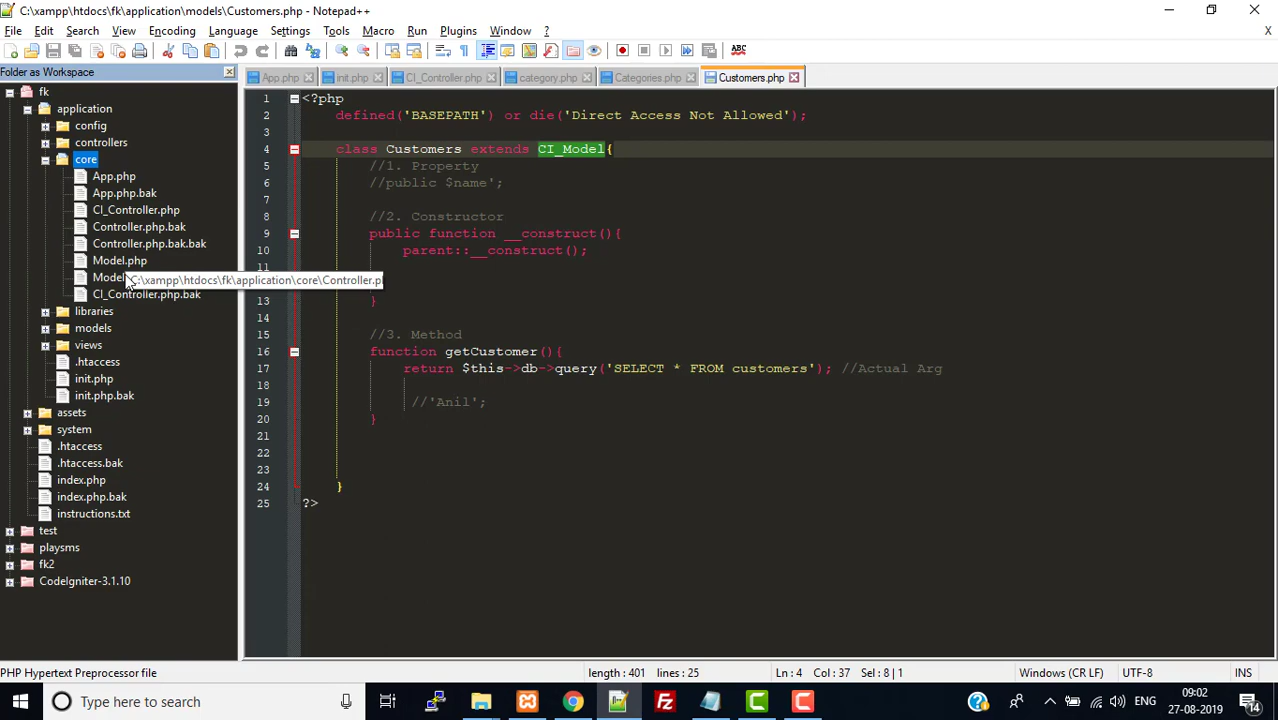 C:\xampp\htdocs\fk\application\models\Customers.php - Notepad++
File Edit Search View Encoding Language Settings Tools Macro Run Plugins Window ? X
ABC
Folder as Workspace
App.php init.php CI_Controller.php category.php Categories.php Customers.php
fk
application
config
controllers
core
App.php
App.php.bak
CI_Controller.php
Controller.php.bak
Controller.php.bak.bak
Model.php
Model
C:\xampp\htdocs\fk\application\core\Controller.p
CI_Controller.php.bak
libraries
models
views
.htaccess
init.php
init.php.bak
assets
system
.htaccess
.htaccess.bak
index.php
index.php.bak
instructions.txt
test
playsms
fk2
CodeIgniter-3.1.10
1 <?php
2 defined('BASEPATH') or die('Direct Access Not Allowed');
3
4 class Customers extends CI_Model{
5 //1. Property
6 //public $name';
7
8 //2. Constructor
9 public function __construct(){
10 parent::__construct();
11
13 }
14
15 //3. Method
16 function getCustomer(){
17 return $this->db->query('SELECT * FROM customers'); //Actual Arg
18
19 //'Anil';
20 }
21
22
23
24 }
25 ?>
PHP Hypertext Preprocessor file length : 401 lines : 25 Ln : 4 Col : 37 Sel : 8 | 1 Windows (CR LF) UTF-8 INS
Type here to search
ENG
09:02
27-08-2019
14